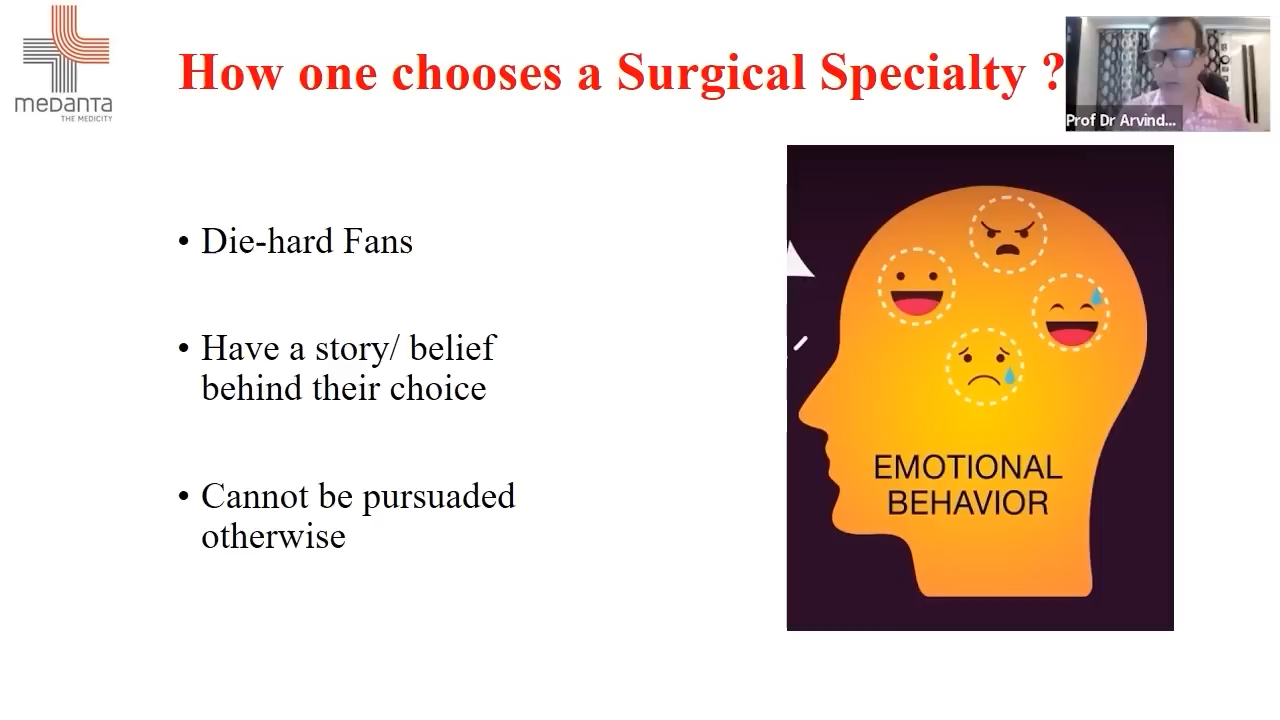 medanta
THE MEDICITY
How one chooses a Surgical Specialty ?
Prof Dr Arvind...
• Die-hard Fans
• Have a story/ belief
behind their choice
• Cannot be pursuaded
otherwise
EMOTIONAL
BEHAVIOR